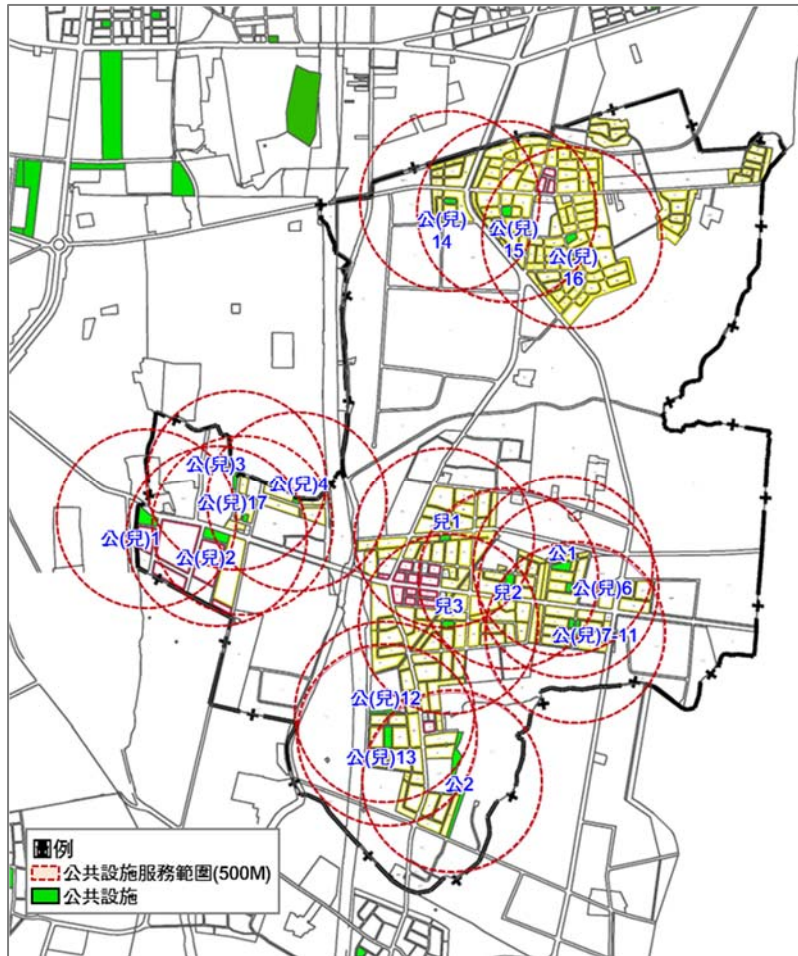 公(兒)
14
公(兒)
15
公(兒)
16
公(兒)3
公(兒)4
公(兒)17
公(兒)1
公(兒)2
兒1
公1
兒2
公(兒)6
兒3
公(兒)7-11
公(兒)12
公(兒)13
公2
圖例
公共設施服務範圍(500M)
公共設施